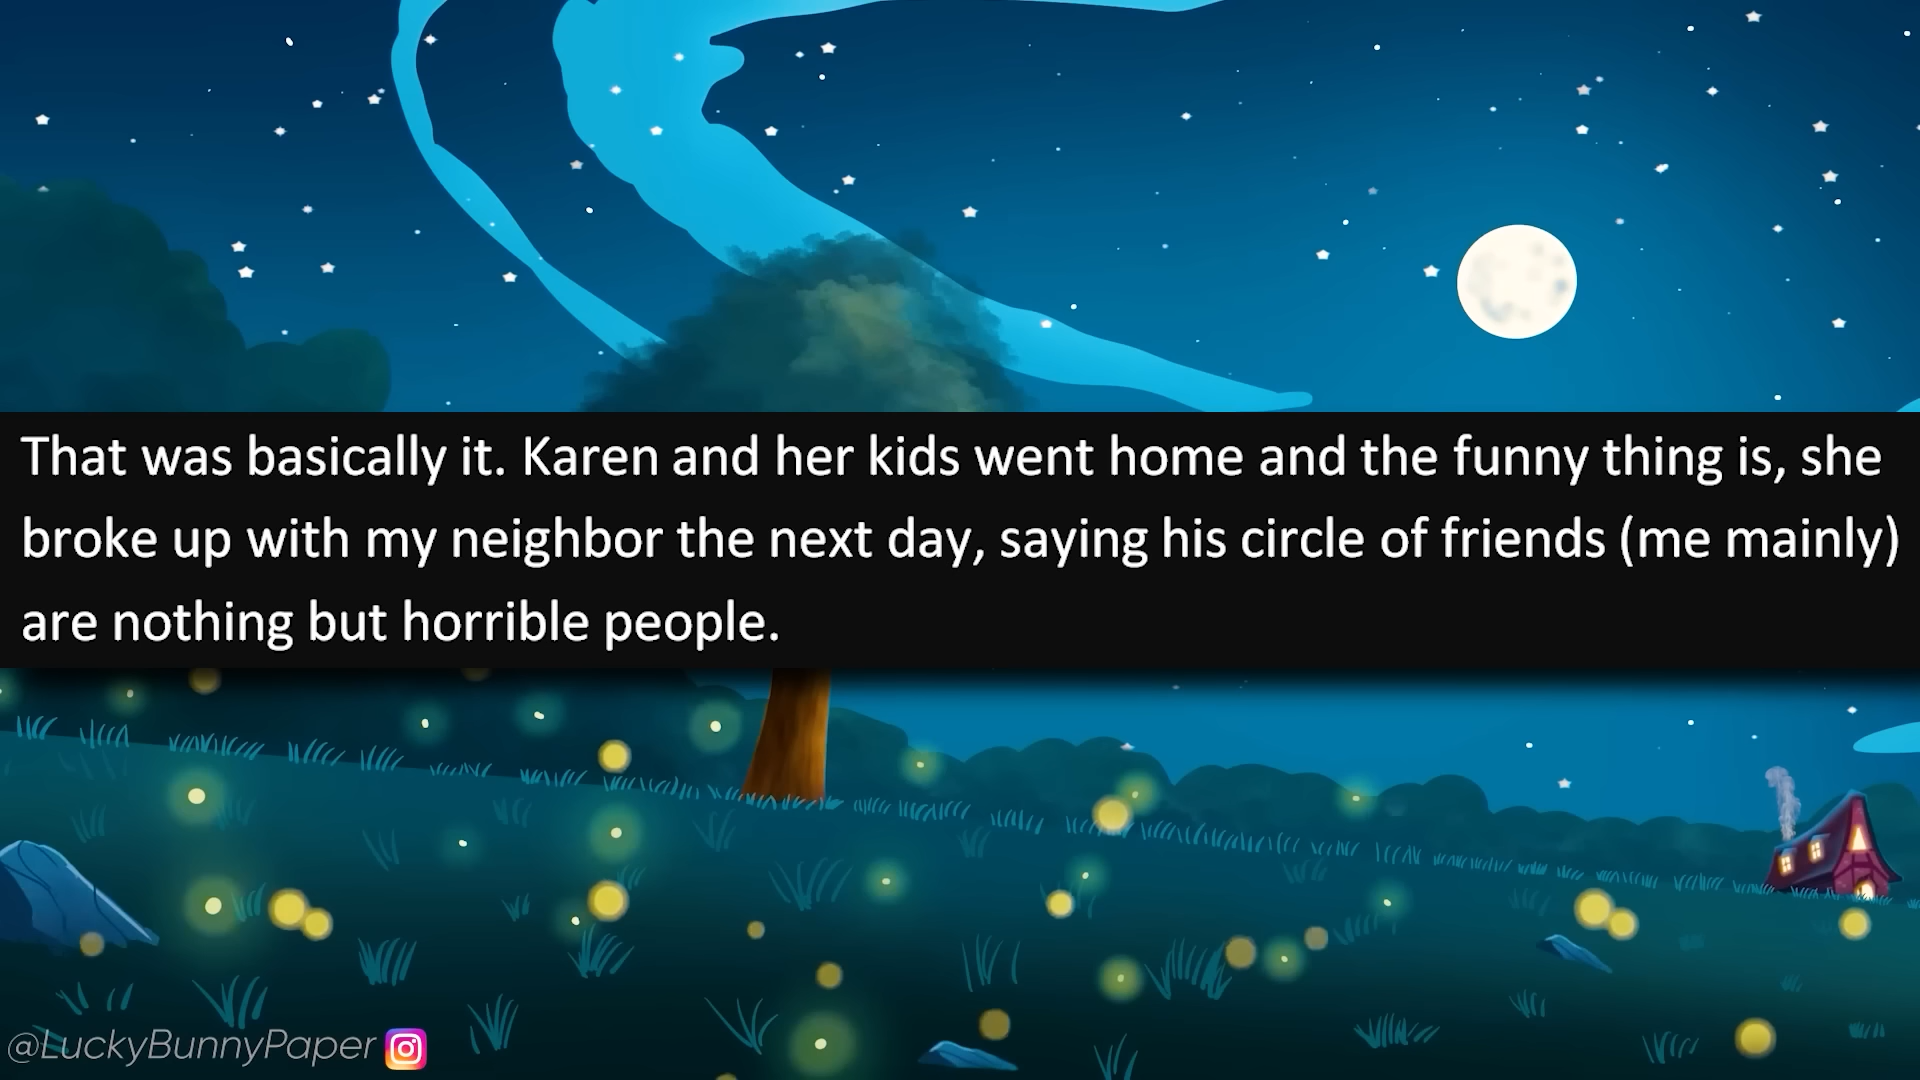 That was basically it. Karen and her kids went home and the funny thing is, she
broke up with my neighbor the next day, saying his circle of friends (me mainly)
are nothing but horrible people.
@LuckyBunnyPaper